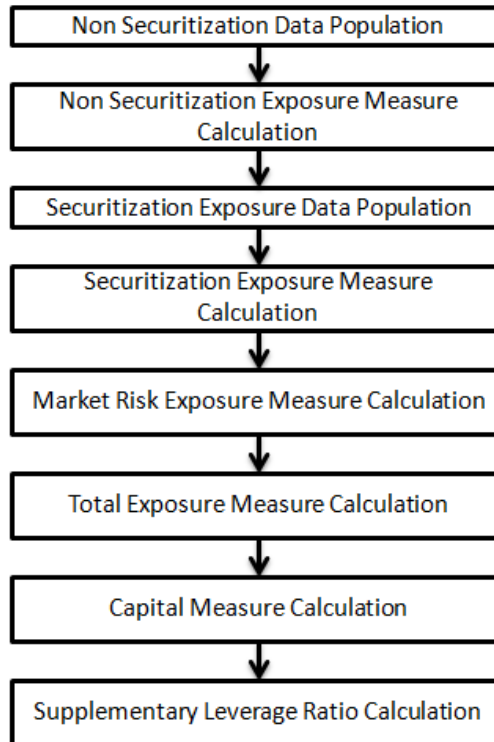 Non Securitization Data Population
Non Securitization Exposure Measure
Calculation
Securitization Exposure Data Population
Securitization Exposure Measure
Calculation
Market Risk Exposure Measure Calculation
Total Exposure Measure Calculation
Capital Measure Calculation
Supplementary Leverage Ratio Calculation